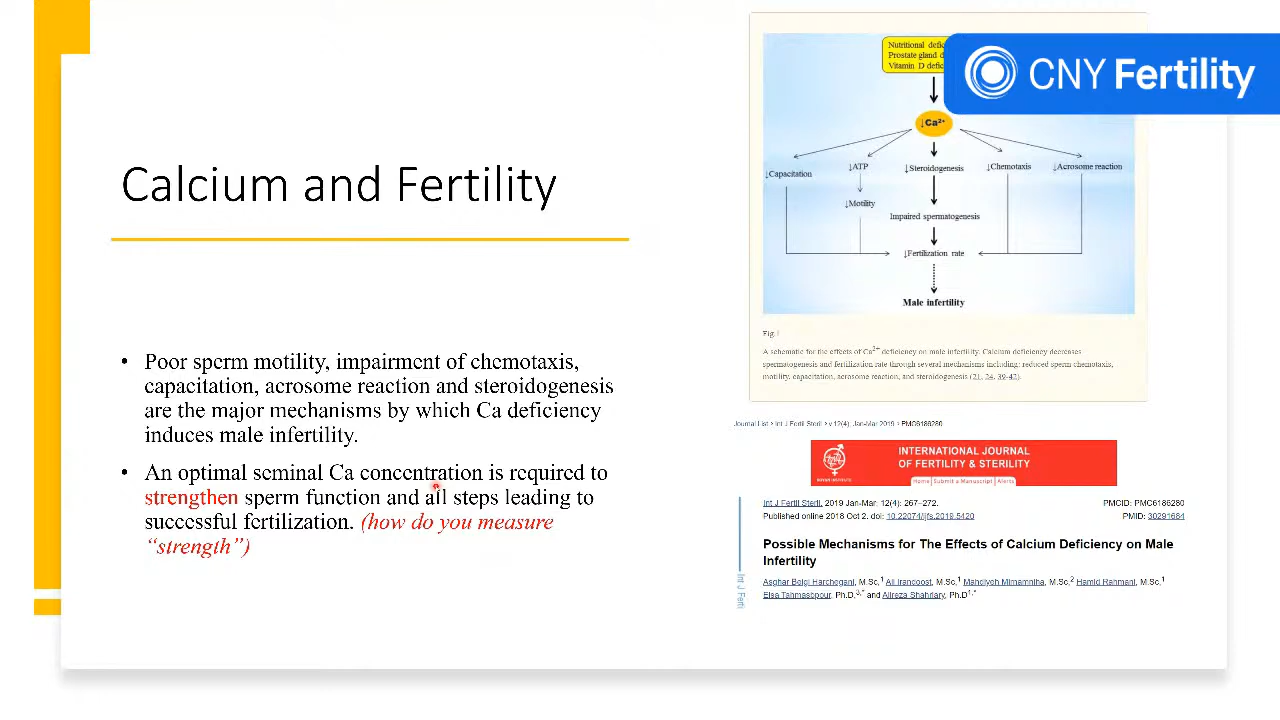 Calcium and Fertility
• Poor sperm motility, impairment of chemotaxis,
capacitation, acrosome reaction and steroidogenesis
are the major mechanisms by which Ca deficiency
induces male infertility.
• An optimal seminal Ca concentration is required to
strengthen sperm function and all steps leading to
successful fertilization. (how do you measure
“strength”)
CNY Fertility
Nutritional
Prostate gland
Vitamin D
↓Ca²⁺
↓Capacitation
↓ATP
↓Steroidogenesis
↓Chemotaxis
↓Acrosome reaction
↓Motility
Impaired spermatogenesis
↓Fertilization rate
Male infertility
Fig.1
A schematic for the effects of Ca²⁺ deficiency on male infertility. Calcium deficiency decreases
spermatogenesis and fertilization rate through several mechanisms including: reduced sperm chemotaxis,
motility, capacitation, acrosome reaction, and steroidogenesis (21, 24, 39-42).
Journal List > Int J Fertil Steril > v.12(4); Jan-Mar 2019 > PMC6186280
INTERNATIONAL JOURNAL
OF FERTILITY & STERILITY
ROYAN INSTITUTE
Home | Submit a Manuscript | Alerts
Int J Fertil Steril. 2019 Jan-Mar; 12(4): 267–272. PMCID: PMC6186280
Published online 2018 Oct 2. doi: 10.22074/ijfs.2019.5420 PMID: 30291684
Possible Mechanisms for The Effects of Calcium Deficiency on Male
Infertility
Asghar Beigi Harchegani, M.Sc,¹ Ali Irandoost, M.Sc,¹ Mahdiyeh Mirnamniha, M.Sc,² Hamid Rahmani, M.Sc,¹
Eisa Tahmasbpour, Ph.D,³,* and Alireza Shahriary, Ph.D¹,*
Int J Ferti